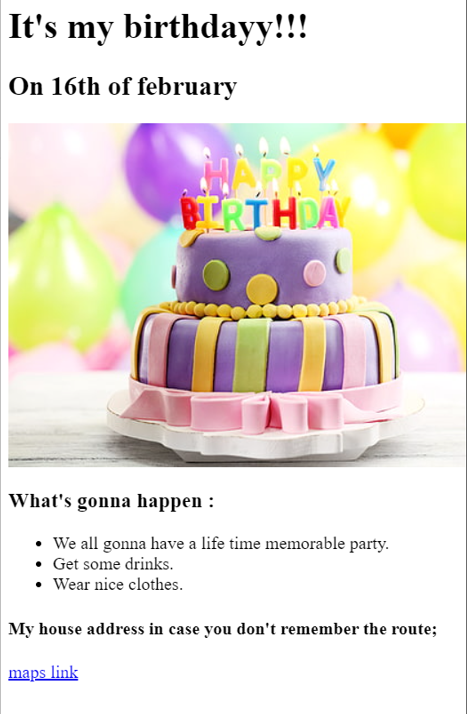 It's my birthdayy!!!
On 16th of february
HAPPY
BIRTHDAY
What's gonna happen :
We all gonna have a life time memorable party.
Get some drinks.
Wear nice clothes.
My house address in case you don't remember the route;
maps link